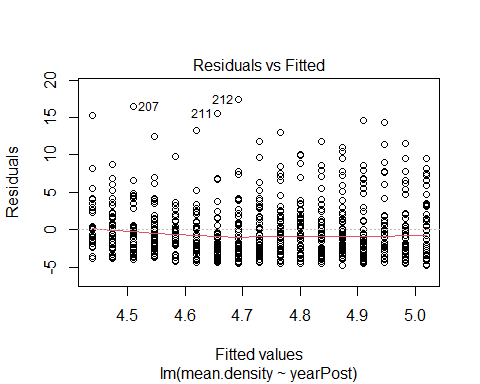 Residuals vs Fitted
Residuals
20
15
10
5
0
-5
207
211
212
4.5 4.6 4.7 4.8 4.9 5.0
Fitted values
lm(mean.density ~ yearPost)